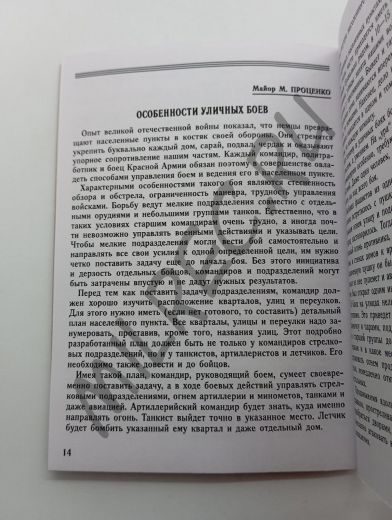 Майор М. ПРОЦЕНКО
ОСОБЕННОСТИ УЛИЧНЫХ БОЕВ
Опыт великой отечественной войны показал, что немцы превра-
щают населенные пункты в костяк своей обороны. Они стремятся
укрепить буквально каждый дом, сарай, подвал, чердак и оказывают
упорное сопротивление нашим частям. Каждый командир, политра-
ботник и боец Красной Армии обязан поэтому в совершенстве овла-
деть способами управления боем и ведения его в населенном пункте.
Характерными особенностями такого боя являются стесненность
обзора и обстрела, ограниченность маневра, трудность управления
войсками. Борьбу ведут мелкие подразделения совместно с отдель-
ными орудиями и небольшими группами танков. Естественно, что в
таких условиях старшим командирам очень трудно, а иногда поч-
ти невозможно управлять военными действиями и указывать цели.
Чтобы мелкие подразделения могли вести бой самостоятельно и
направлять все свои усилия к одной определенной цели, им нужно
четко поставить задачу перед началом дела. Без этого инициатива
и дерзость отдельных бойцов, командиров и подразделений могут
быть затрачены впустую и не дадут нужных результатов.
Перед тем как поставить задачу подразделениям, командир дол-
жен хорошо изучить расположение кварталов, улиц и переулков.
Для этого нужно иметь (если нет готового, то составить) детальный
план населенного пункта. Все кварталы, улицы и переулки надо за-
нумеровать, проставив, кроме того, названия улиц. Этот подробно
разработанный план должен быть не только у командиров стрелко-
вых подразделений, но и у танкистов, артиллеристов и летчиков. Его
необходимо также довести и до бойцов.
Имея такой план, командир, руководящий боем, сумеет своевре-
менно поставить задачу, а в ходе боевых действий управлять стрел-
ковыми подразделениями, огнем артиллерии и минометов, танками и
даже авиацией. Артиллерийский командир будет знать, куда именно
направлять огонь. Танкист выйдет точно в указанное место. Летчик
будет бомбить указанный ему квартал и даже отдельный дом.
14